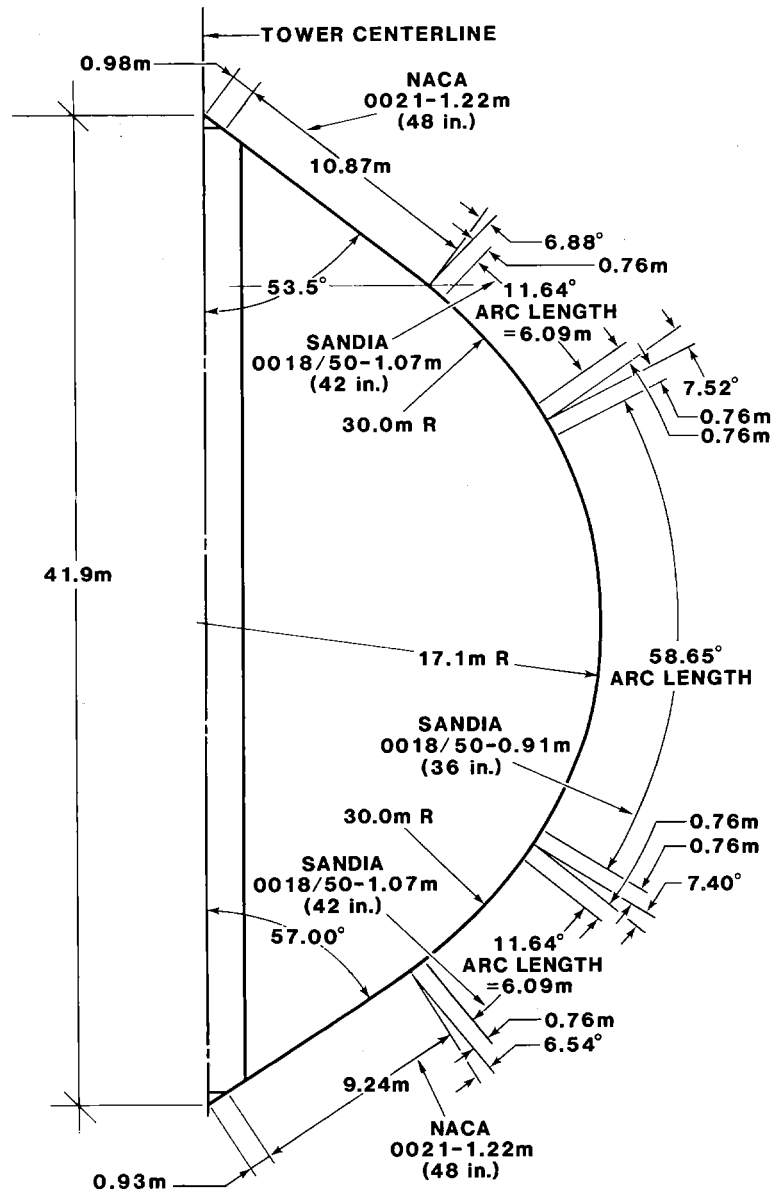 TOWER CENTERLINE
0.98m
NACA
0021-1.22m
(48 in.)
10.87m
6.88°
0.76m
53.5°
11.64°
ARC LENGTH
=6.09m
SANDIA
0018/50-1.07m
(42 in.)
7.52°
0.76m
0.76m
30.0m R
41.9m
17.1m R
58.65°
ARC LENGTH
SANDIA
0018/50-0.91m
(36 in.)
30.0m R
0.76m
0.76m
7.40°
SANDIA
0018/50-1.07m
(42 in.)
57.00°
11.64°
ARC LENGTH
=6.09m
0.76m
6.54°
9.24m
NACA
0021-1.22m
(48 in.)
0.93m